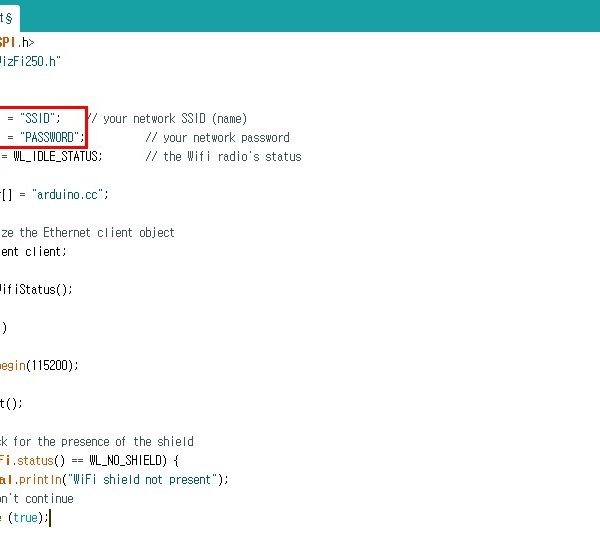 t§
SPI.h>
WizFi250.h"
= "SSID"; // your network SSID (name)
= "PASSWORD"; // your network password
= WL_IDLE_STATUS; // the Wifi radio's status
r[] = "arduino.cc";
ize the Ethernet client object
ent client;
WifiStatus();
)
begin(115200);
t();
ck for the presence of the shield
Fi.status() == WL_NO_SHIELD) {
al.println("WiFi shield not present");
on't continue
e (true);